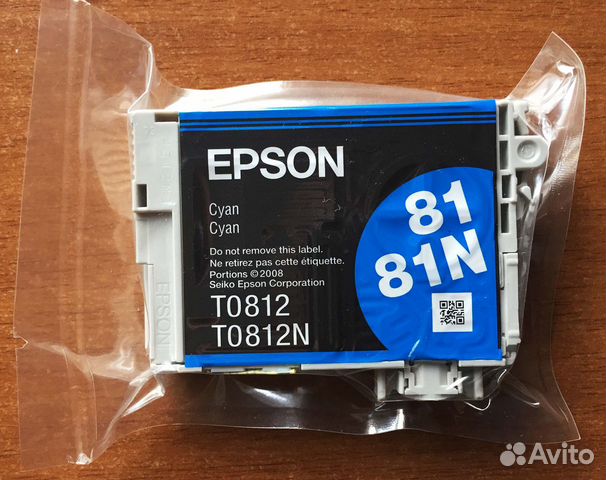 EPSON
Cyan
Cyan
Do not remove this label.
Ne retirez pas cette étiquette.
Portions ©2008
Seiko Epson Corporation
T0812
T0812N
81
81N
EPSON
Avito